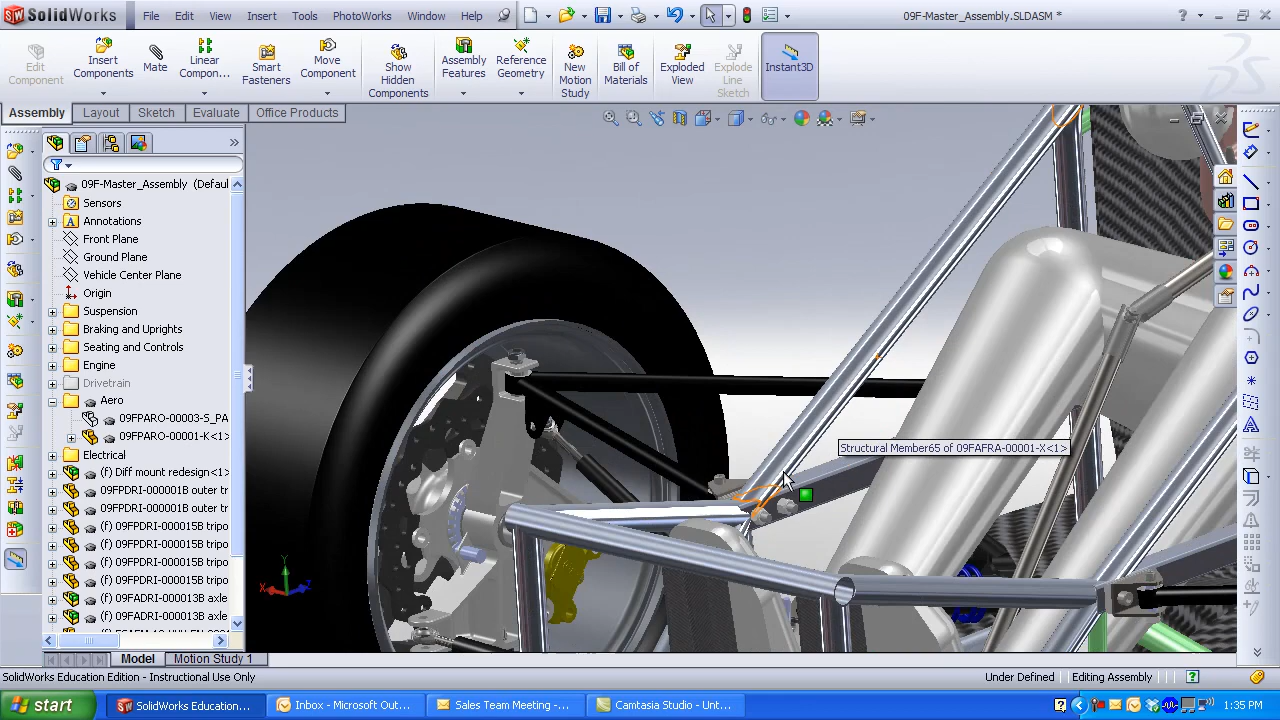 SolidWorks
File Edit View Insert Tools PhotoWorks Window Help
09F-Master_Assembly.SLDASM *
Edit Component
Insert Components
Mate
Linear Compon...
Smart Fasteners
Move Component
Show Hidden Components
Assembly Features
Reference Geometry
New Motion Study
Bill of Materials
Exploded View
Explode Line Sketch
Instant3D
Assembly Layout Sketch Evaluate Office Products
09F-Master_Assembly (Defaul
Sensors
Annotations
Front Plane
Ground Plane
Vehicle Center Plane
Origin
Suspension
Braking and Uprights
Seating and Controls
Engine
Drivetrain
Aero
09FPARO-00003-S_PA
09FPARO-00001-K<1>
Electrical
(f) Diff mount redesign<1>
(f) 09FPDRI-000001B outer t
(f) 09FPDRI-000015B tripo
(f) 09FPDRI-000001B outer t
(f) 09FPDRI-000015B tripo
(f) 09FPDRI-000015B tripo
(f) 09FPDRI-000015B tripo
(f) 09FADRI-000013B axle
(f) 09FADRI-000013B axle
Structural Member65 of 09FAFRA-00001-X<1>
Y
X
Z
Model Motion Study 1
SolidWorks Education Edition - Instructional Use Only
Under Defined Editing Assembly
start
SolidWorks Education...
Inbox - Microsoft Out...
Sales Team Meeting -...
Camtasia Studio - Unt...
1:35 PM